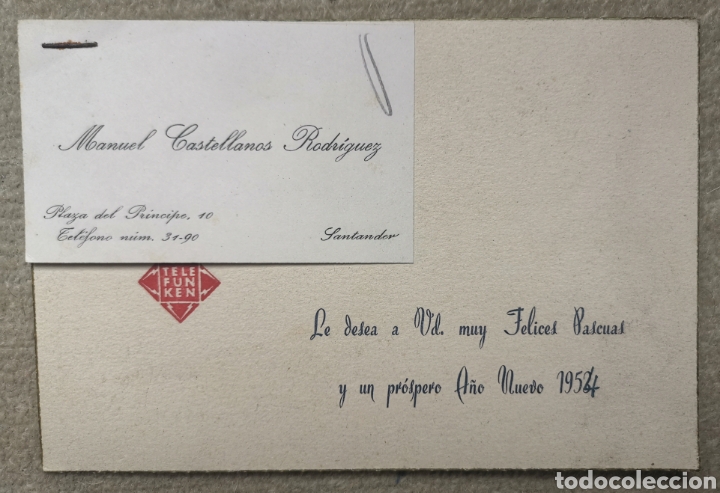 Manuel Castellanos Rodríguez
Plaza del Príncipe, 10
Teléfono núm. 31-90
Santander
TELE
FUN
KEN
Le desea a Vd. muy Felices Pascuas
y un próspero Año Nuevo 1954
todocoleccion